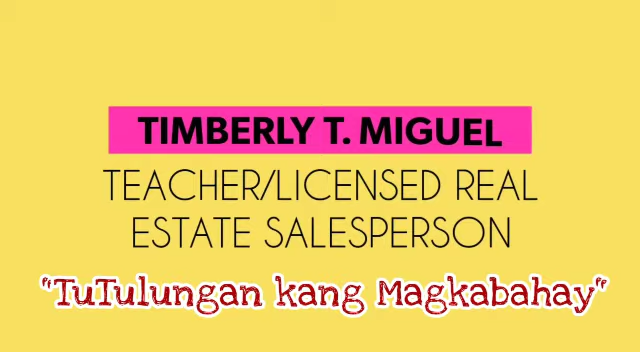 TIMBERLY T. MIGUEL
TEACHER/LICENSED REAL
ESTATE SALESPERSON
"TuTulungan kang Magkabahay"